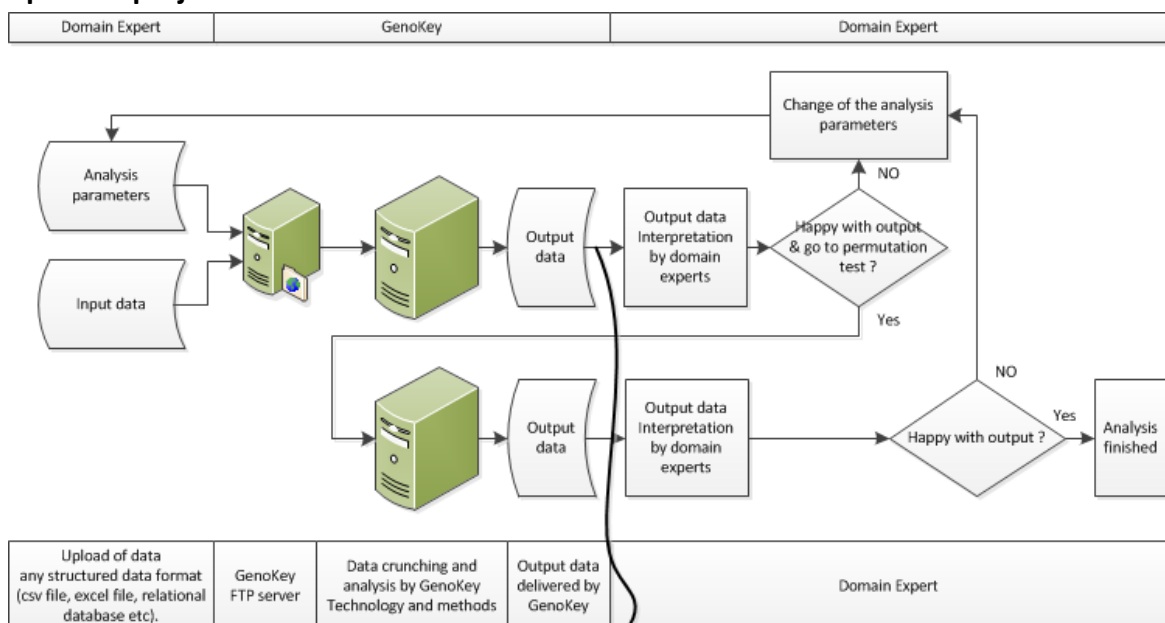 Domain Expert
GenoKey
Domain Expert
Change of the analysis
parameters
Analysis
parameters
NO
Output
data
Output data
Interpretation
by domain
experts
Happy with output
& go to permutation
test ?
Input data
Yes
NO
Output
data
Output data
Interpretation
by domain
experts
Happy with output ?
Yes
Analysis
finished
Upload of data
any structured data format
(csv file, excel file, relational
database etc).
GenoKey
FTP server
Data crunching and
analysis by GenoKey
Technology and methods
Output data
delivered by
GenoKey
Domain Expert